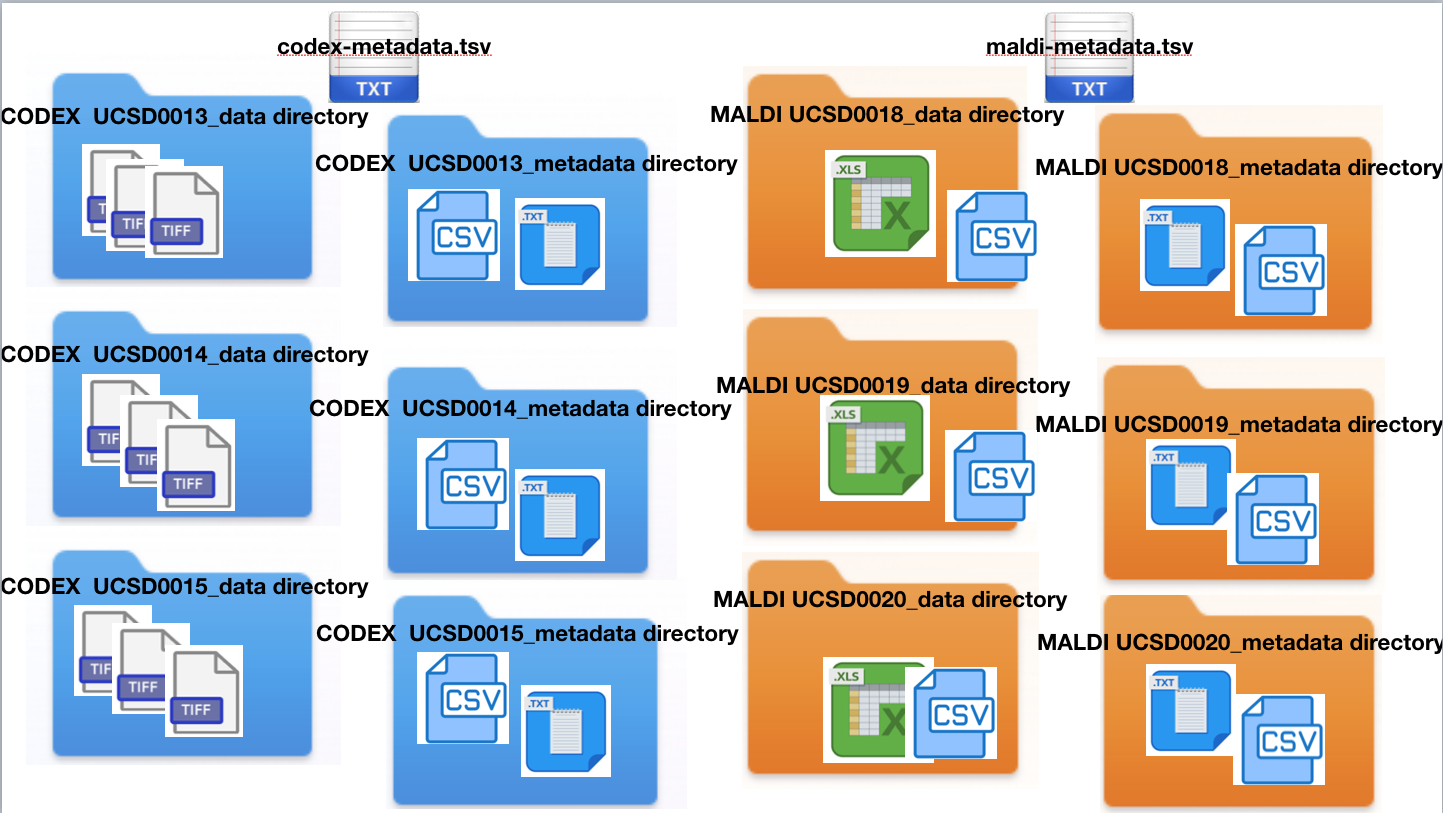 codex-metadata.tsv
TXT
maldi-metadata.tsv
TXT
CODEX UCSD0013_data directory
TIFF
CODEX UCSD0013_metadata directory
CSV
.TXT
MALDI UCSD0018_data directory
.XLS
X
CSV
MALDI UCSD0018_metadata directory
.TXT
CSV
CODEX UCSD0014_data directory
TIFF
CODEX UCSD0014_metadata directory
CSV
.TXT
MALDI UCSD0019_data directory
.XLS
X
CSV
MALDI UCSD0019_metadata directory
.TXT
CSV
CODEX UCSD0015_data directory
TIFF
TIFF
CODEX UCSD0015_metadata directory
CSV
.TXT
MALDI UCSD0020_data directory
.XLS
X
CSV
MALDI UCSD0020_metadata directory
.TXT
CSV